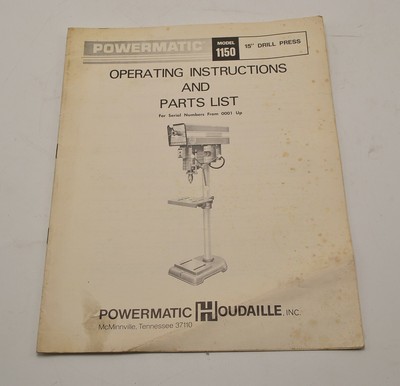 POWERMATIC MODEL 1150 15" DRILL PRESS
OPERATING INSTRUCTIONS
AND
PARTS LIST
For Serial Numbers From 0001 Up
POWERMATIC HOUDAILLE, INC.
McMinnville, Tennessee 37110